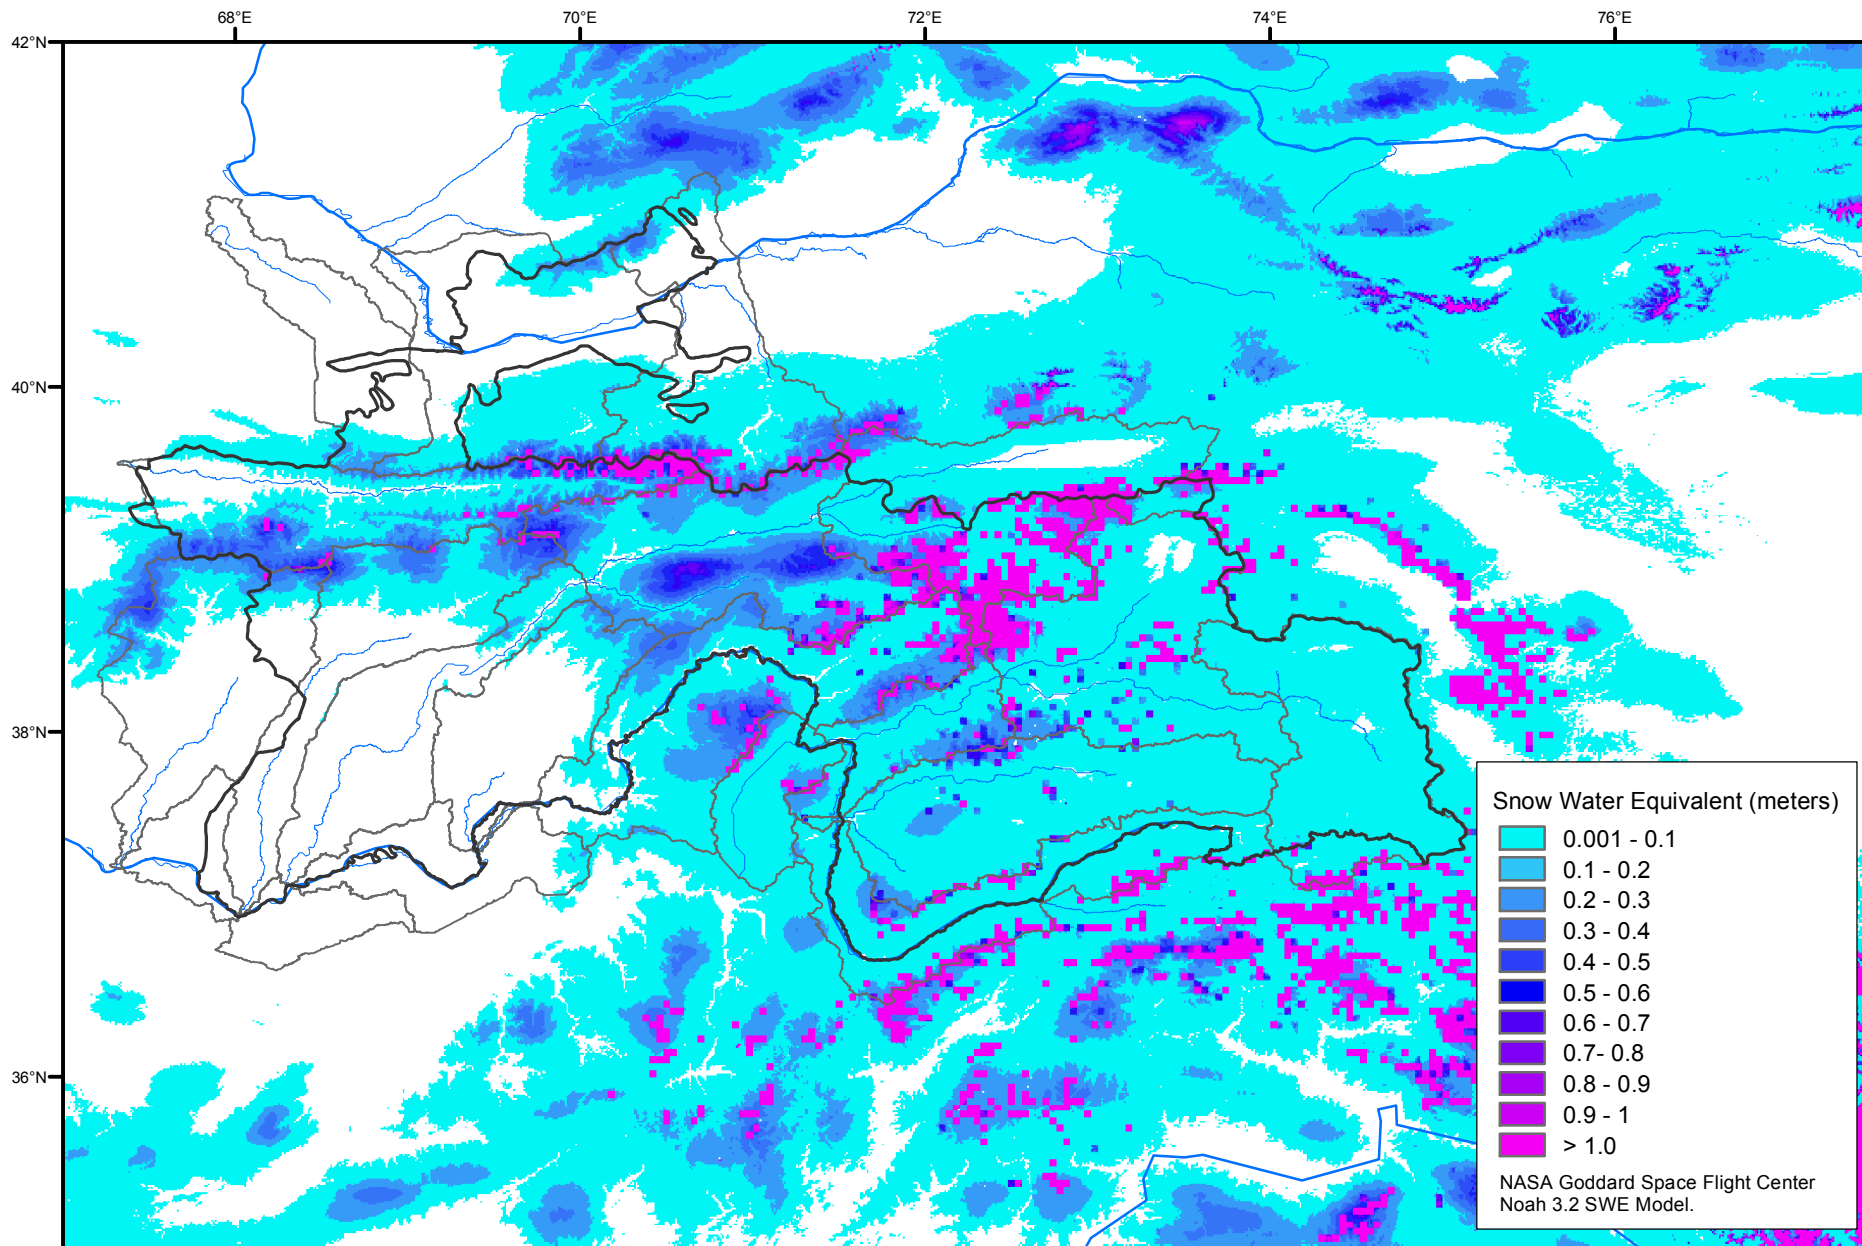 68°E
70°E
72°E
74°E
76°E
42°N
40°N
38°N
36°N
Snow Water Equivalent (meters)
0.001 - 0.1
0.1 - 0.2
0.2 - 0.3
0.3 - 0.4
0.4 - 0.5
0.5 - 0.6
0.6 - 0.7
0.7- 0.8
0.8 - 0.9
0.9 - 1
> 1.0
NASA Goddard Space Flight Center
Noah 3.2 SWE Model.